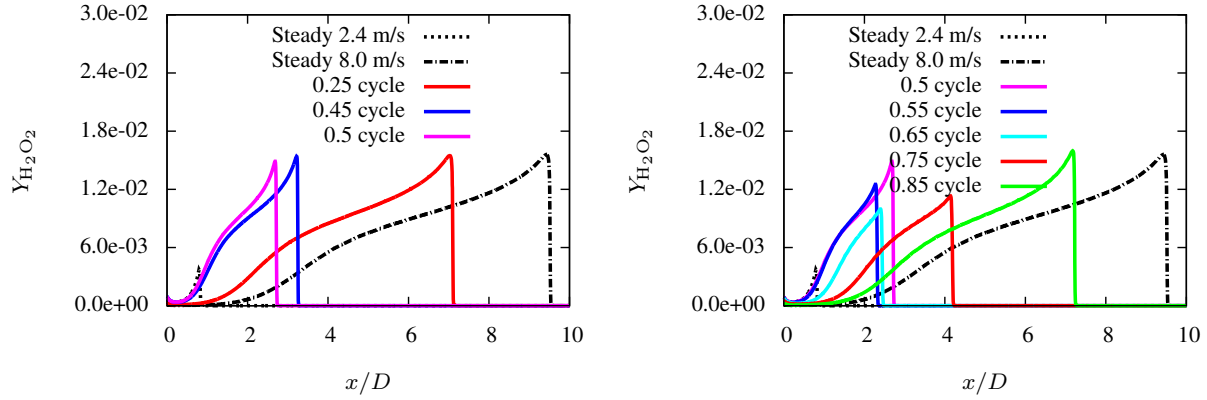 3.0e-02
2.4e-02
1.8e-02
1.2e-02
6.0e-03
0.0e+00
Y_H₂O₂
Steady 2.4 m/s
Steady 8.0 m/s
0.25 cycle
0.45 cycle
0.5 cycle
0 2 4 6 8 10
x/D
3.0e-02
2.4e-02
1.8e-02
1.2e-02
6.0e-03
0.0e+00
Y_H₂O₂
Steady 2.4 m/s
Steady 8.0 m/s
0.5 cycle
0.55 cycle
0.65 cycle
0.75 cycle
0.85 cycle
0 2 4 6 8 10
x/D